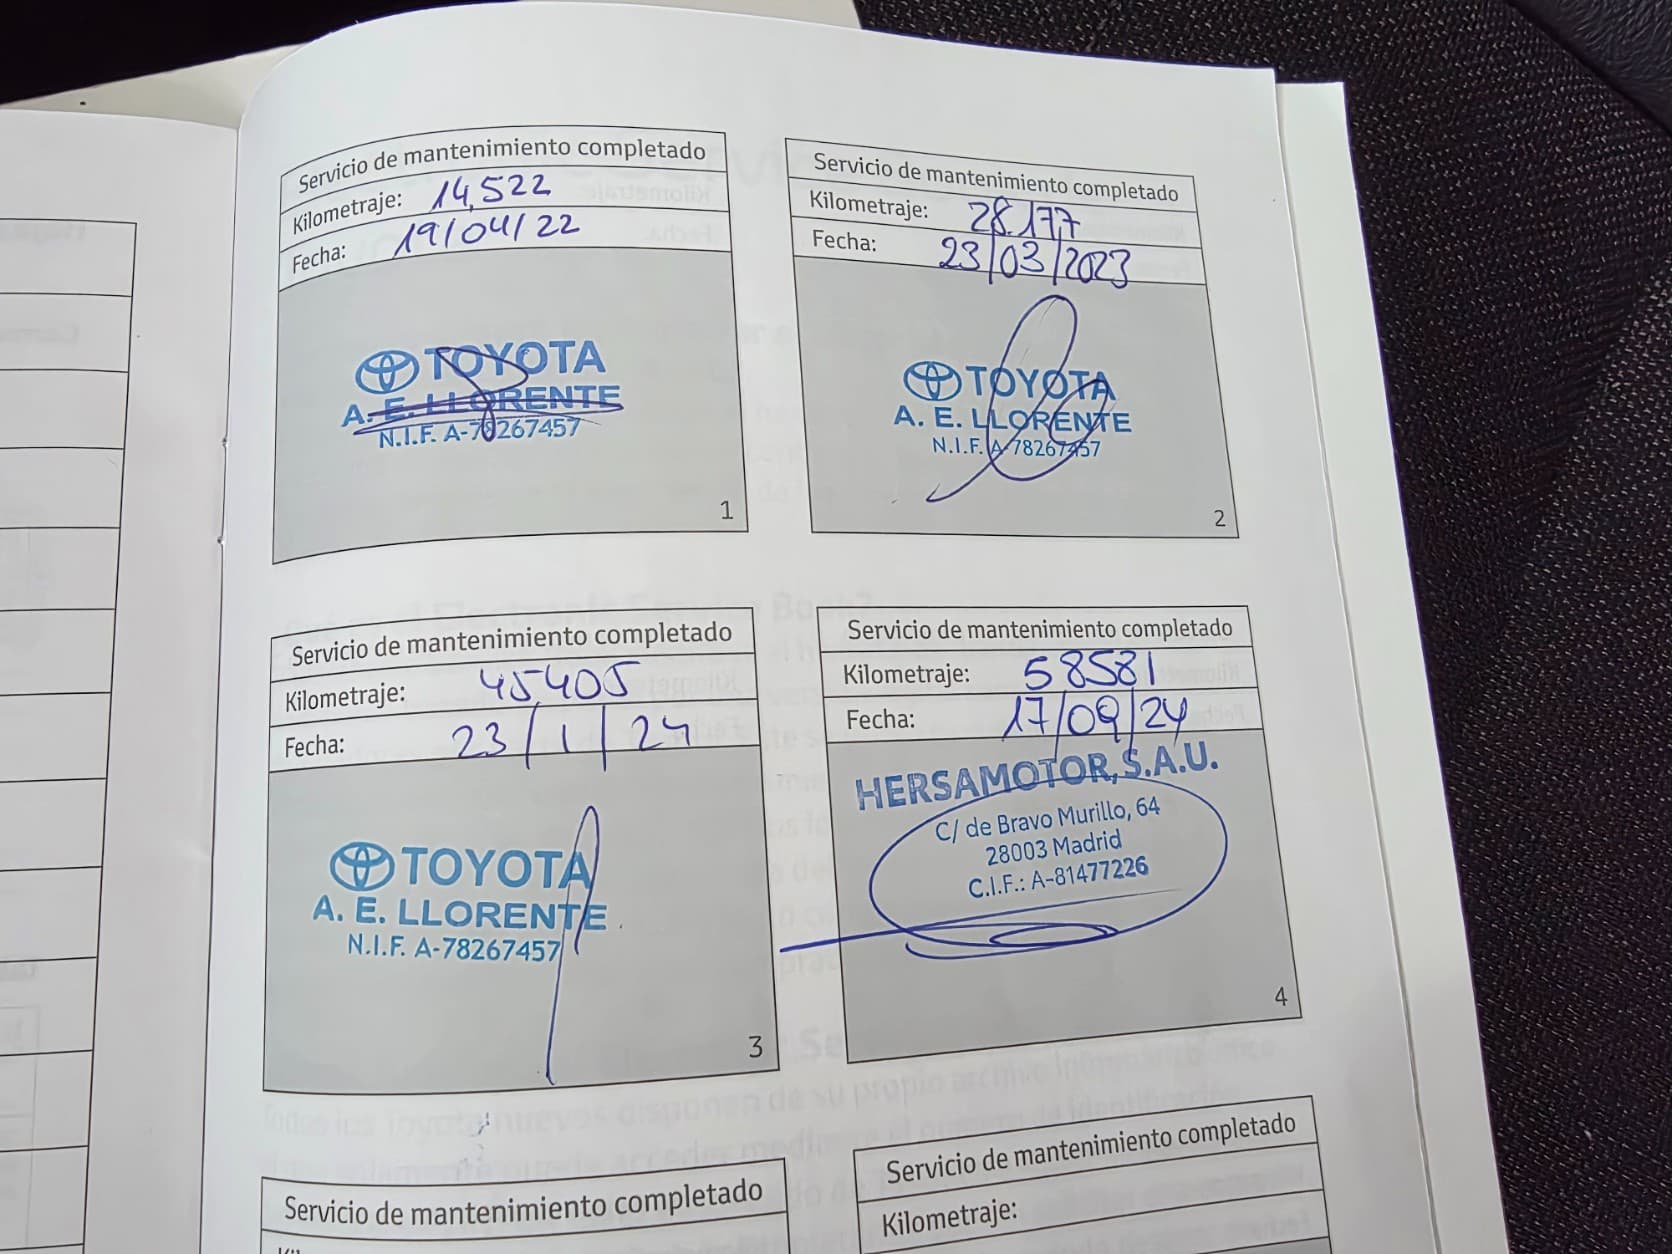 Servicio de mantenimiento completado
Kilometraje: 14,522
Fecha: 19/04/22
TOYOTA
A. E. LLORENTE
N.I.F. A-78267457
1
Servicio de mantenimiento completado
Kilometraje: 28.177
Fecha: 23/03/2023
TOYOTA
A. E. LLORENTE
N.I.F. A-78267457
2
Servicio de mantenimiento completado
Kilometraje: 45,405
Fecha: 23/1/24
TOYOTA
A. E. LLORENTE
N.I.F. A-78267457
3
Servicio de mantenimiento completado
Kilometraje: 58581
Fecha: 17/09/24
HERSAMOTOR, S.A.U.
C/ de Bravo Murillo, 64
28003 Madrid
C.I.F.: A-81477226
4
Servicio de mantenimiento completado
Servicio de mantenimiento completado
Kilometraje: